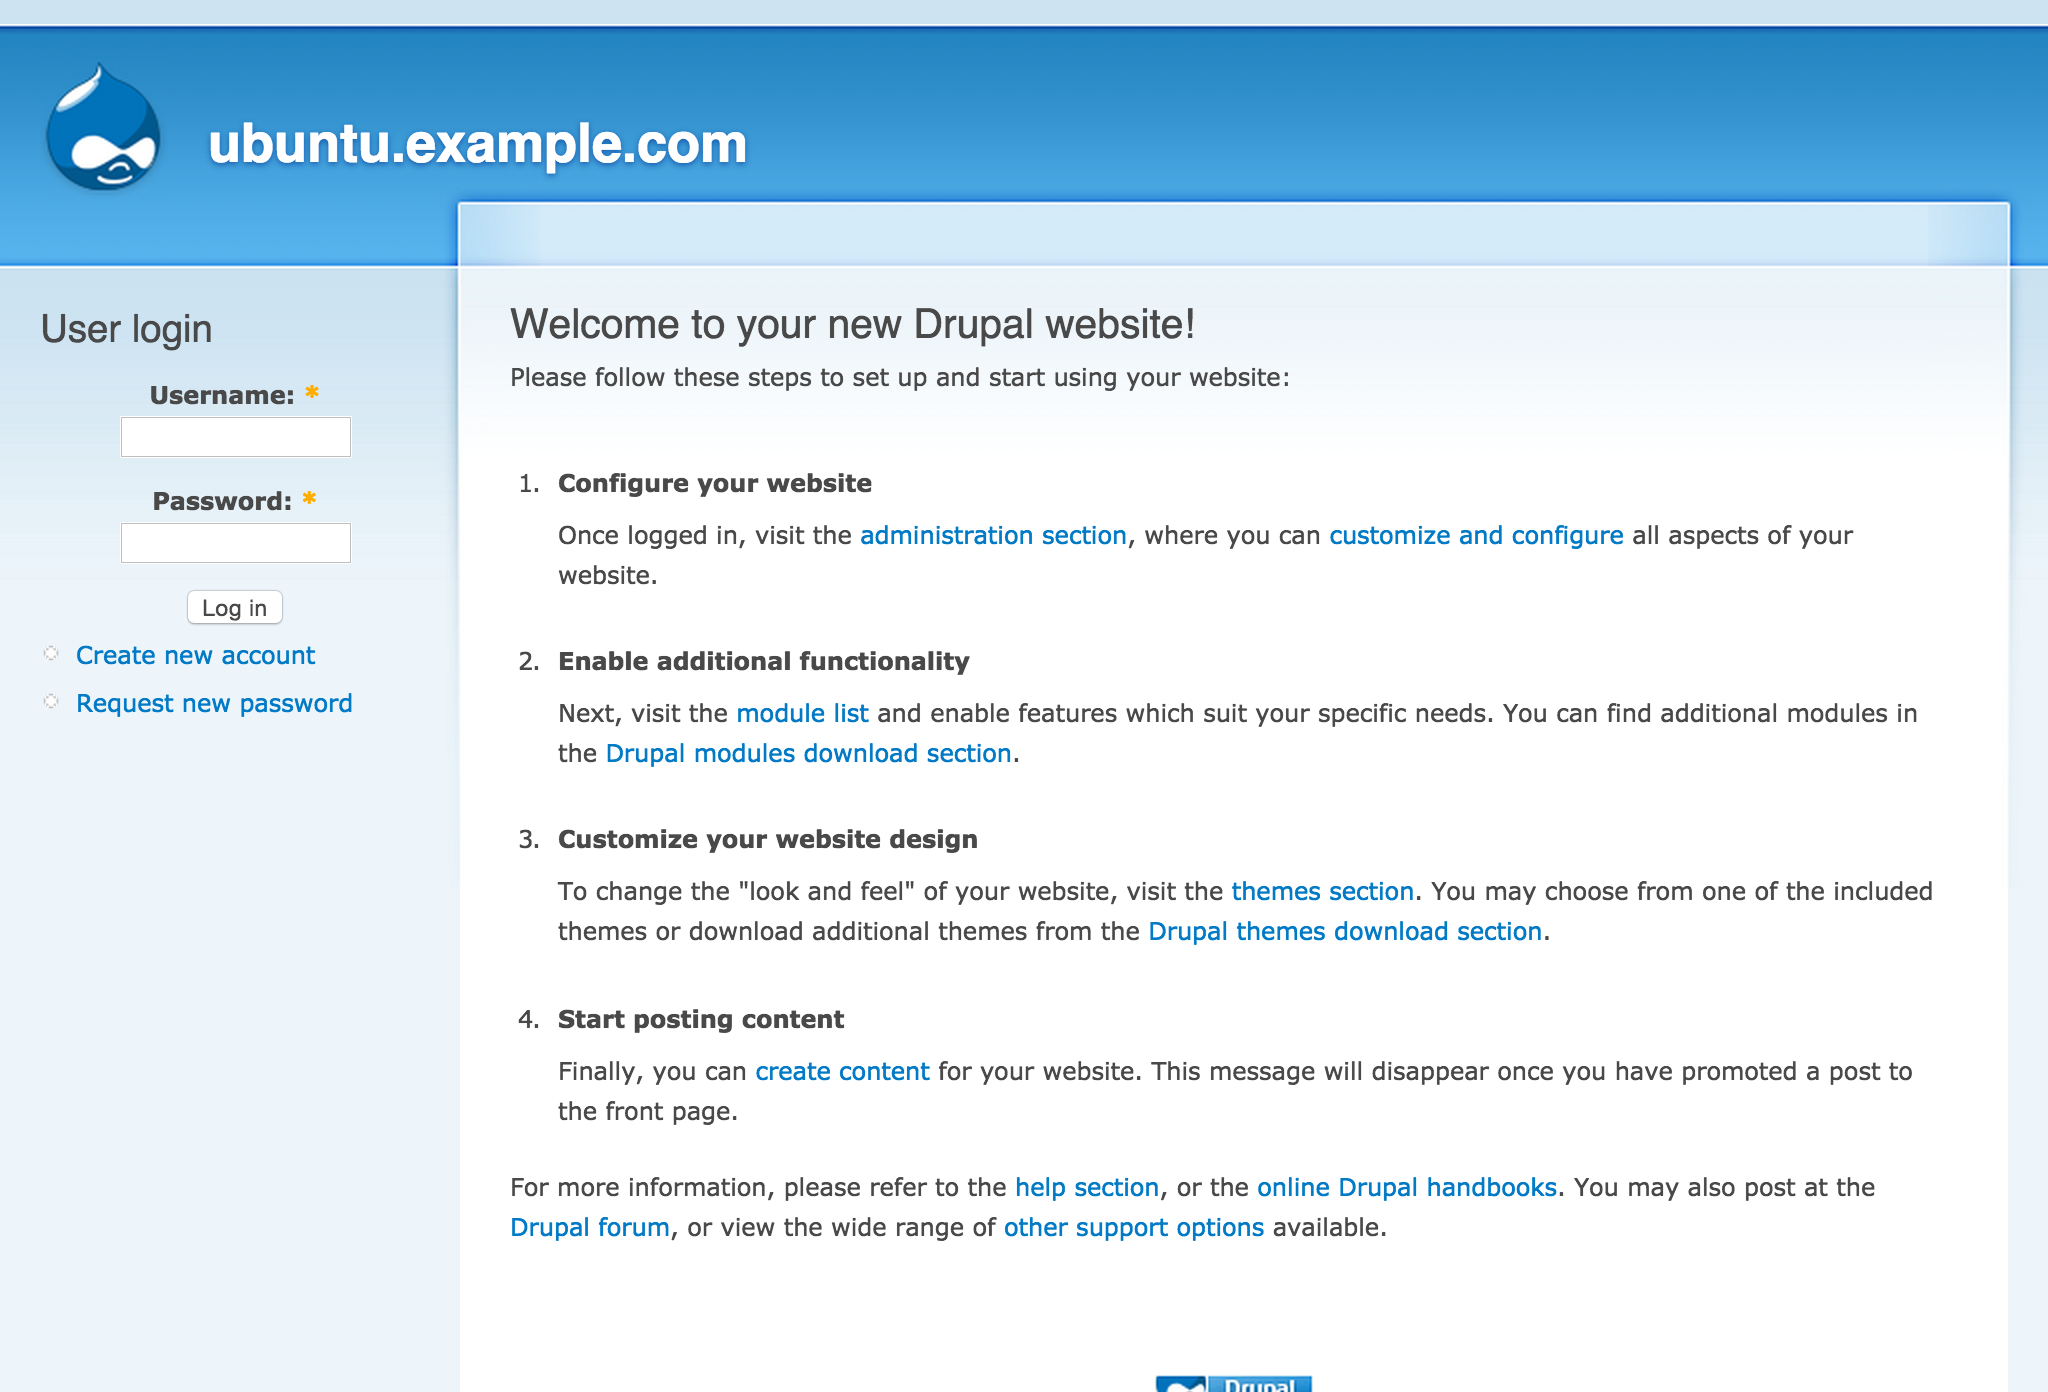 ubuntu.example.com
User login
Username: *
Password: *
Log in
Create new account
Request new password
Welcome to your new Drupal website!
Please follow these steps to set up and start using your website:
1. Configure your website
Once logged in, visit the administration section, where you can customize and configure all aspects of your
website.
2. Enable additional functionality
Next, visit the module list and enable features which suit your specific needs. You can find additional modules in
the Drupal modules download section.
3. Customize your website design
To change the "look and feel" of your website, visit the themes section. You may choose from one of the included
themes or download additional themes from the Drupal themes download section.
4. Start posting content
Finally, you can create content for your website. This message will disappear once you have promoted a post to
the front page.
For more information, please refer to the help section, or the online Drupal handbooks. You may also post at the
Drupal forum, or view the wide range of other support options available.
Drupal